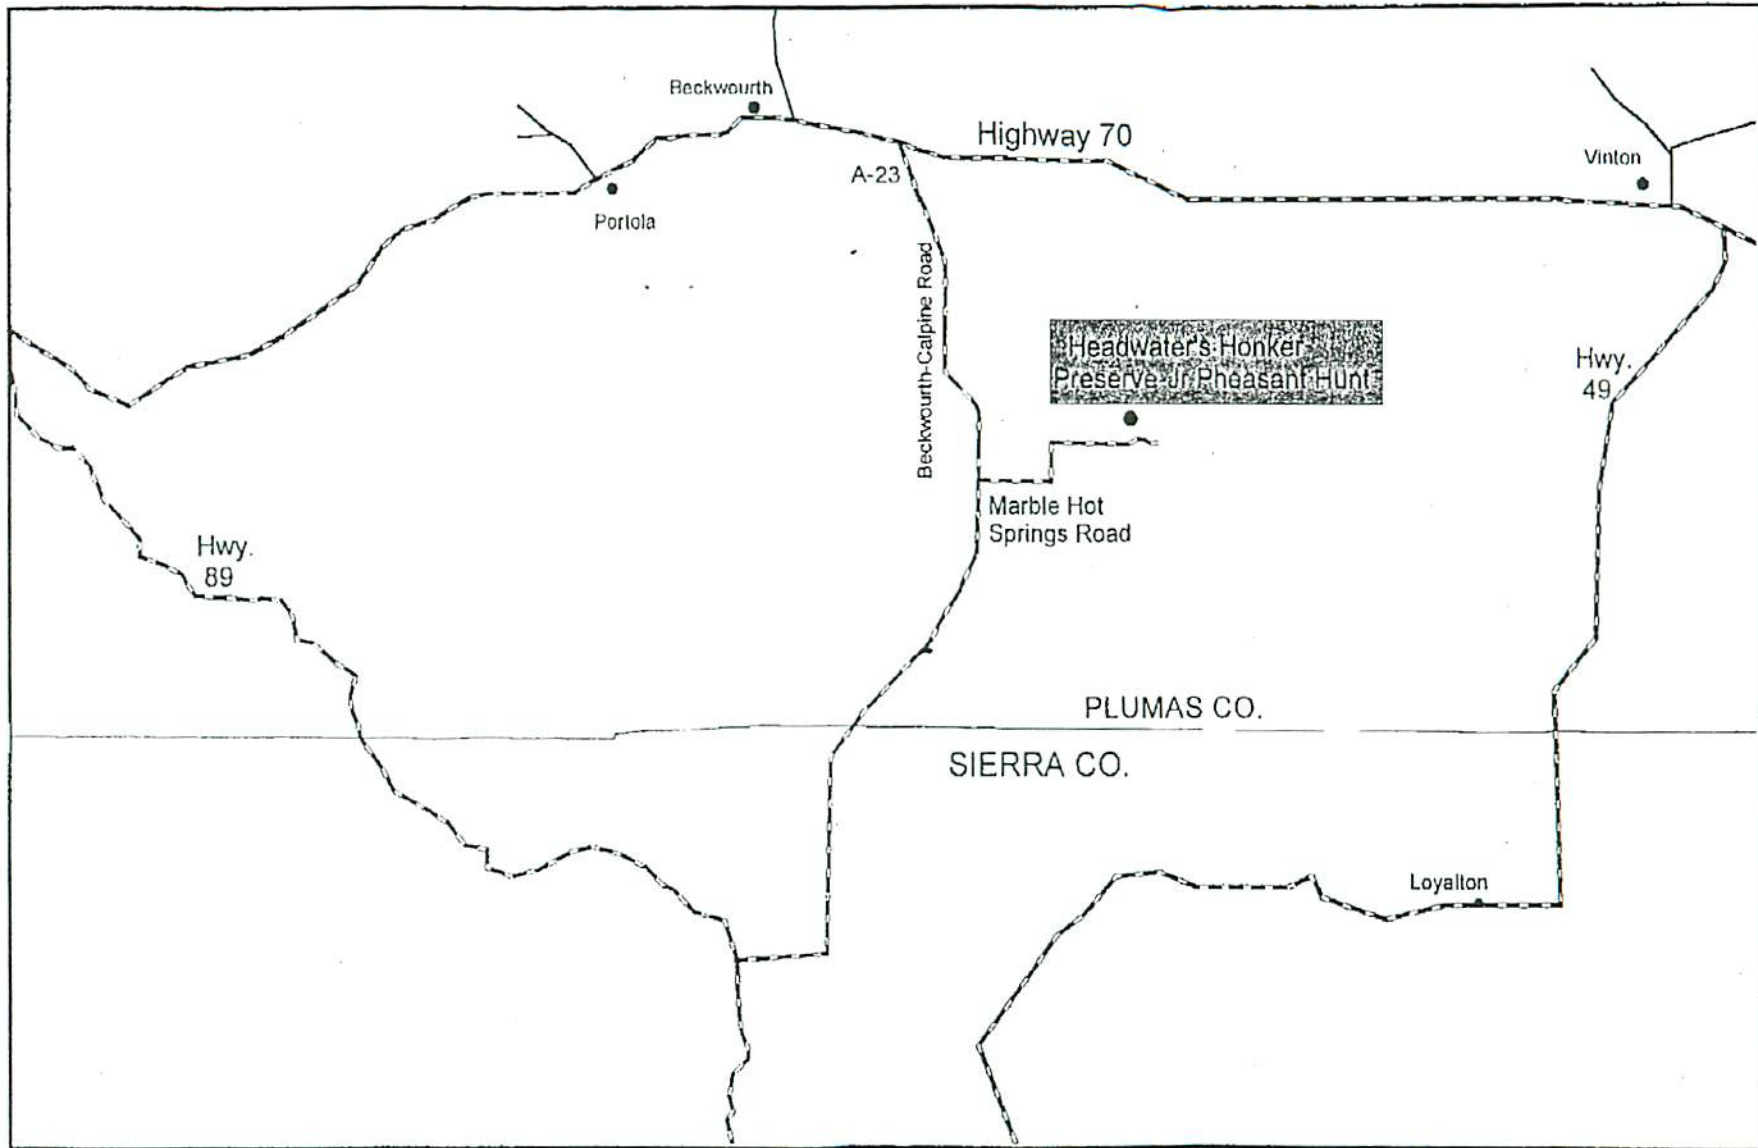 Beckwourth
Highway 70
Vinton
A-23
Portola
Beckwourth-Calpine Road
Headwater's Honker
Preserve Jr Pheasant Hunt
Hwy.
49
Marble Hot
Springs Road
Hwy.
89
PLUMAS CO.
SIERRA CO.
Loyalton